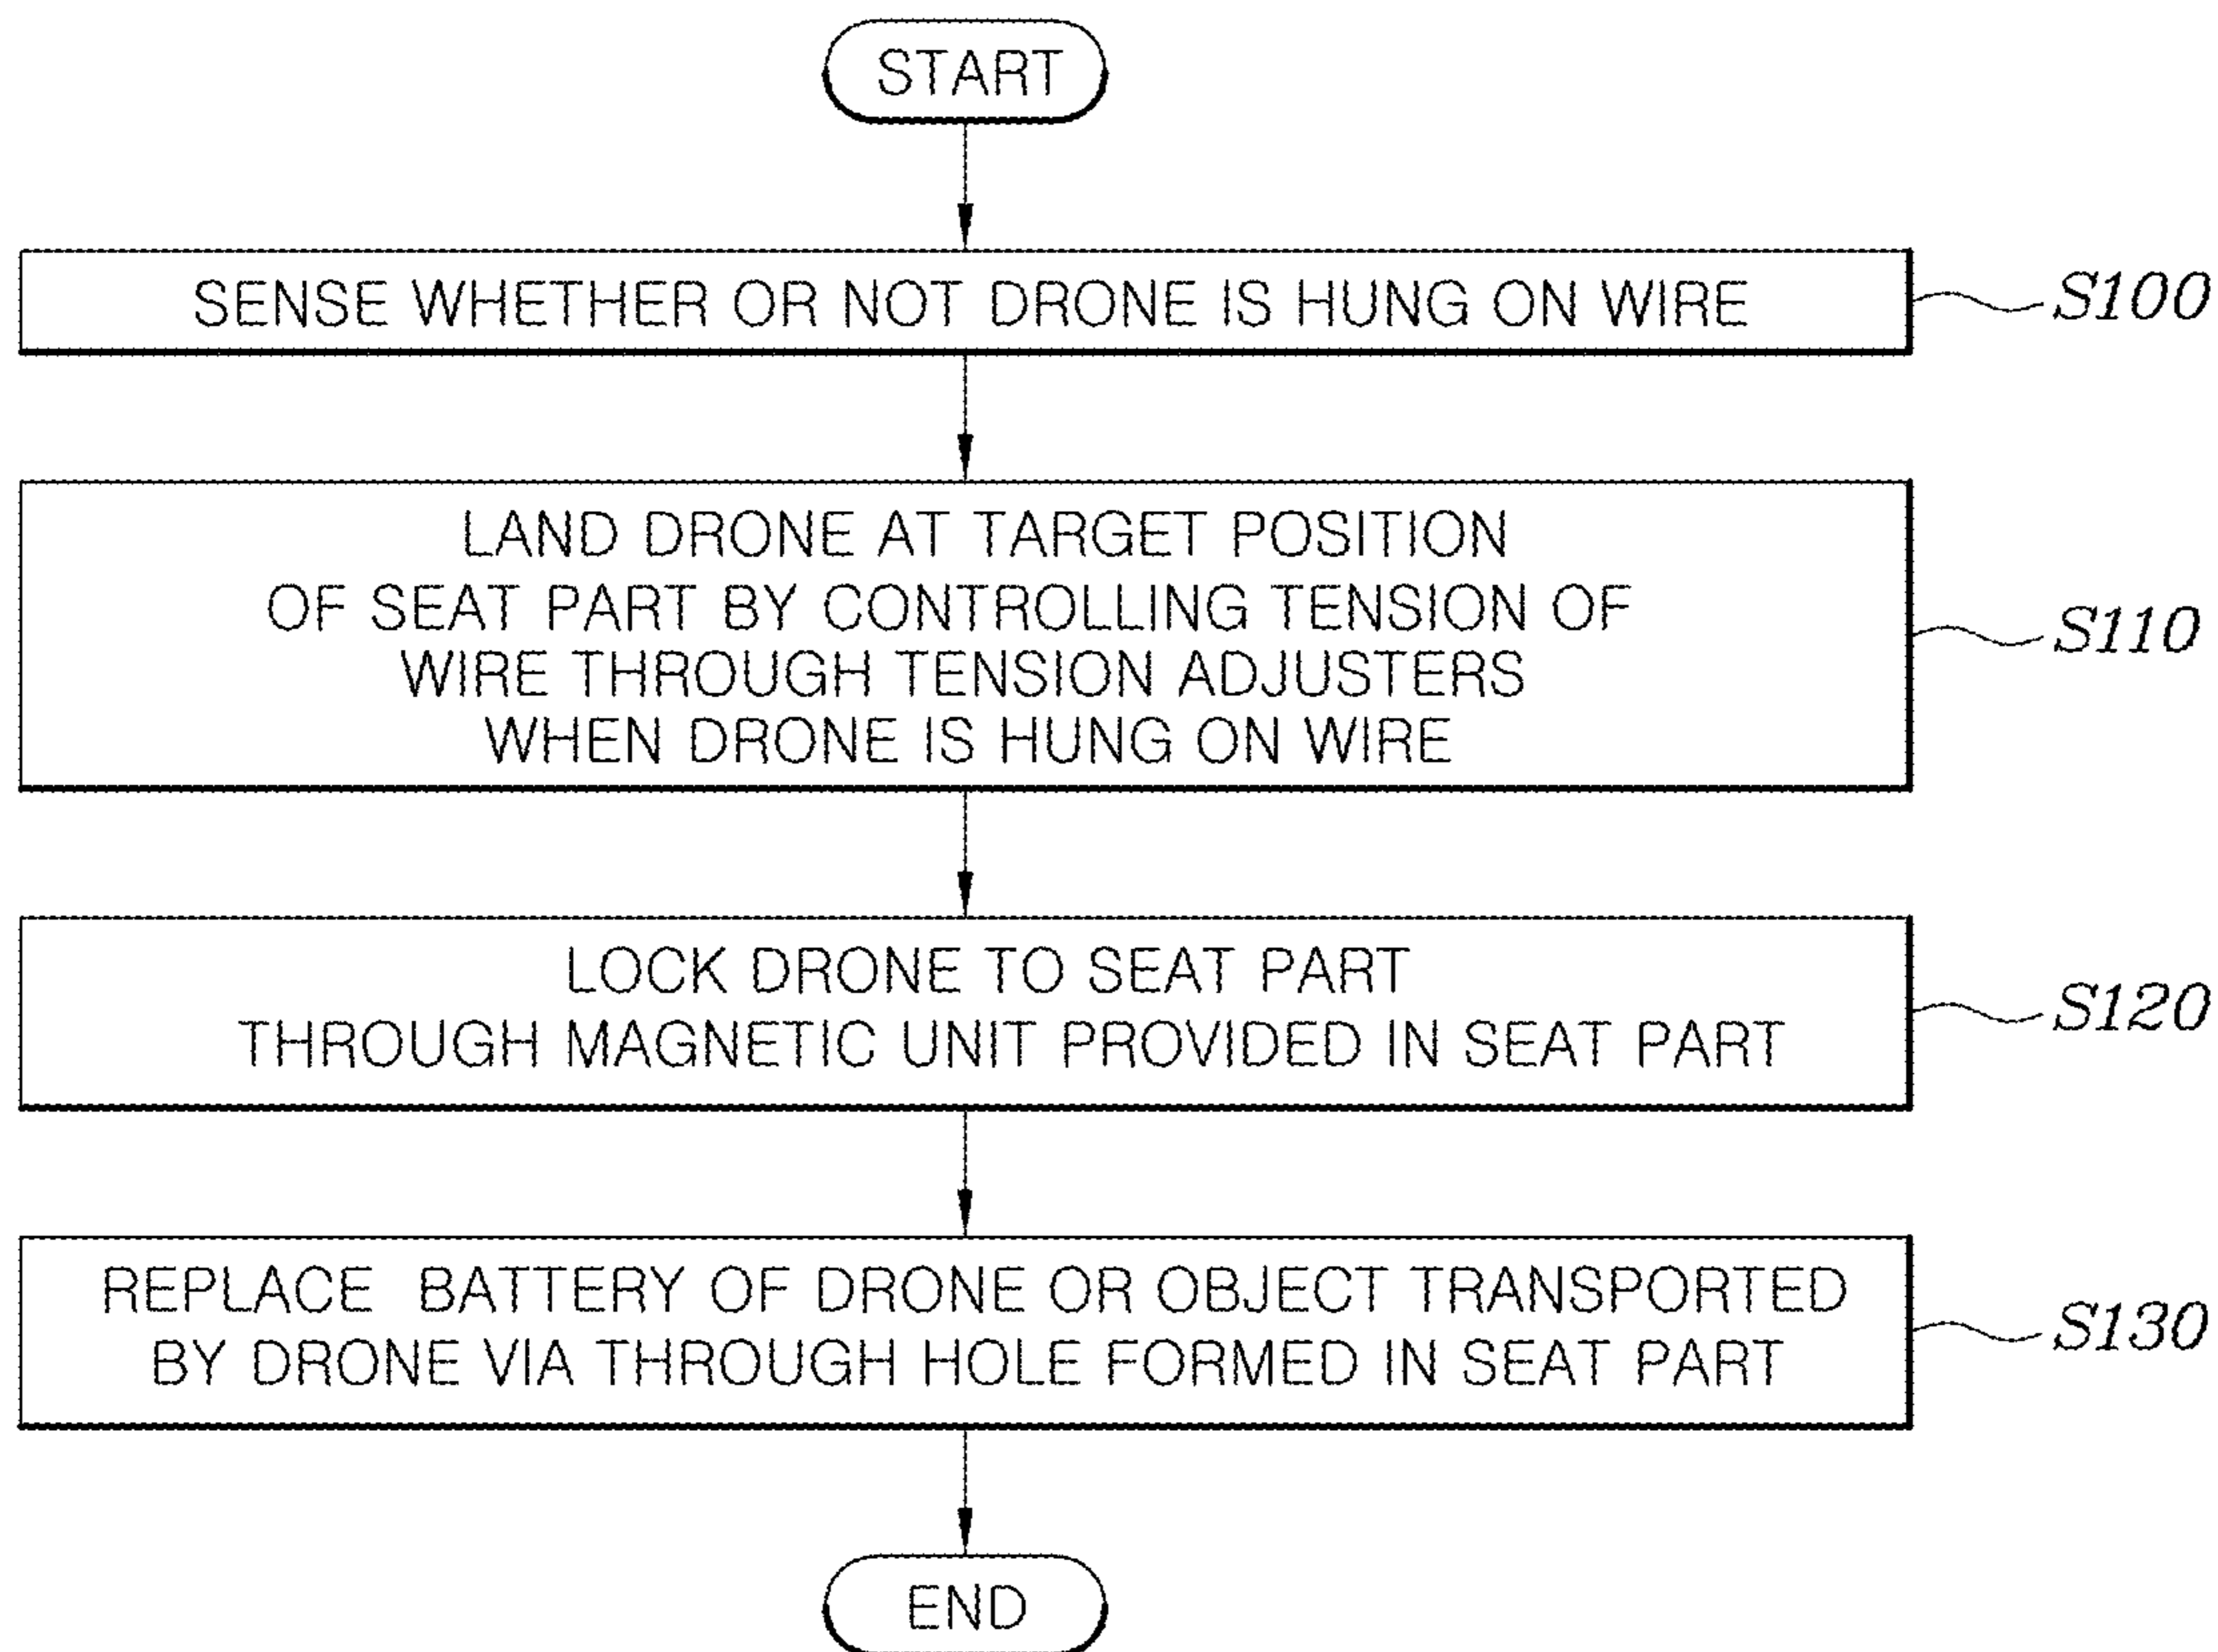 START
SENSE WHETHER OR NOT DRONE IS HUNG ON WIRE
S100
LAND DRONE AT TARGET POSITION
OF SEAT PART BY CONTROLLING TENSION OF
WIRE THROUGH TENSION ADJUSTERS
WHEN DRONE IS HUNG ON WIRE
S110
LOCK DRONE TO SEAT PART
THROUGH MAGNETIC UNIT PROVIDED IN SEAT PART
S120
REPLACE BATTERY OF DRONE OR OBJECT TRANSPORTED
BY DRONE VIA THROUGH HOLE FORMED IN SEAT PART
S130
END